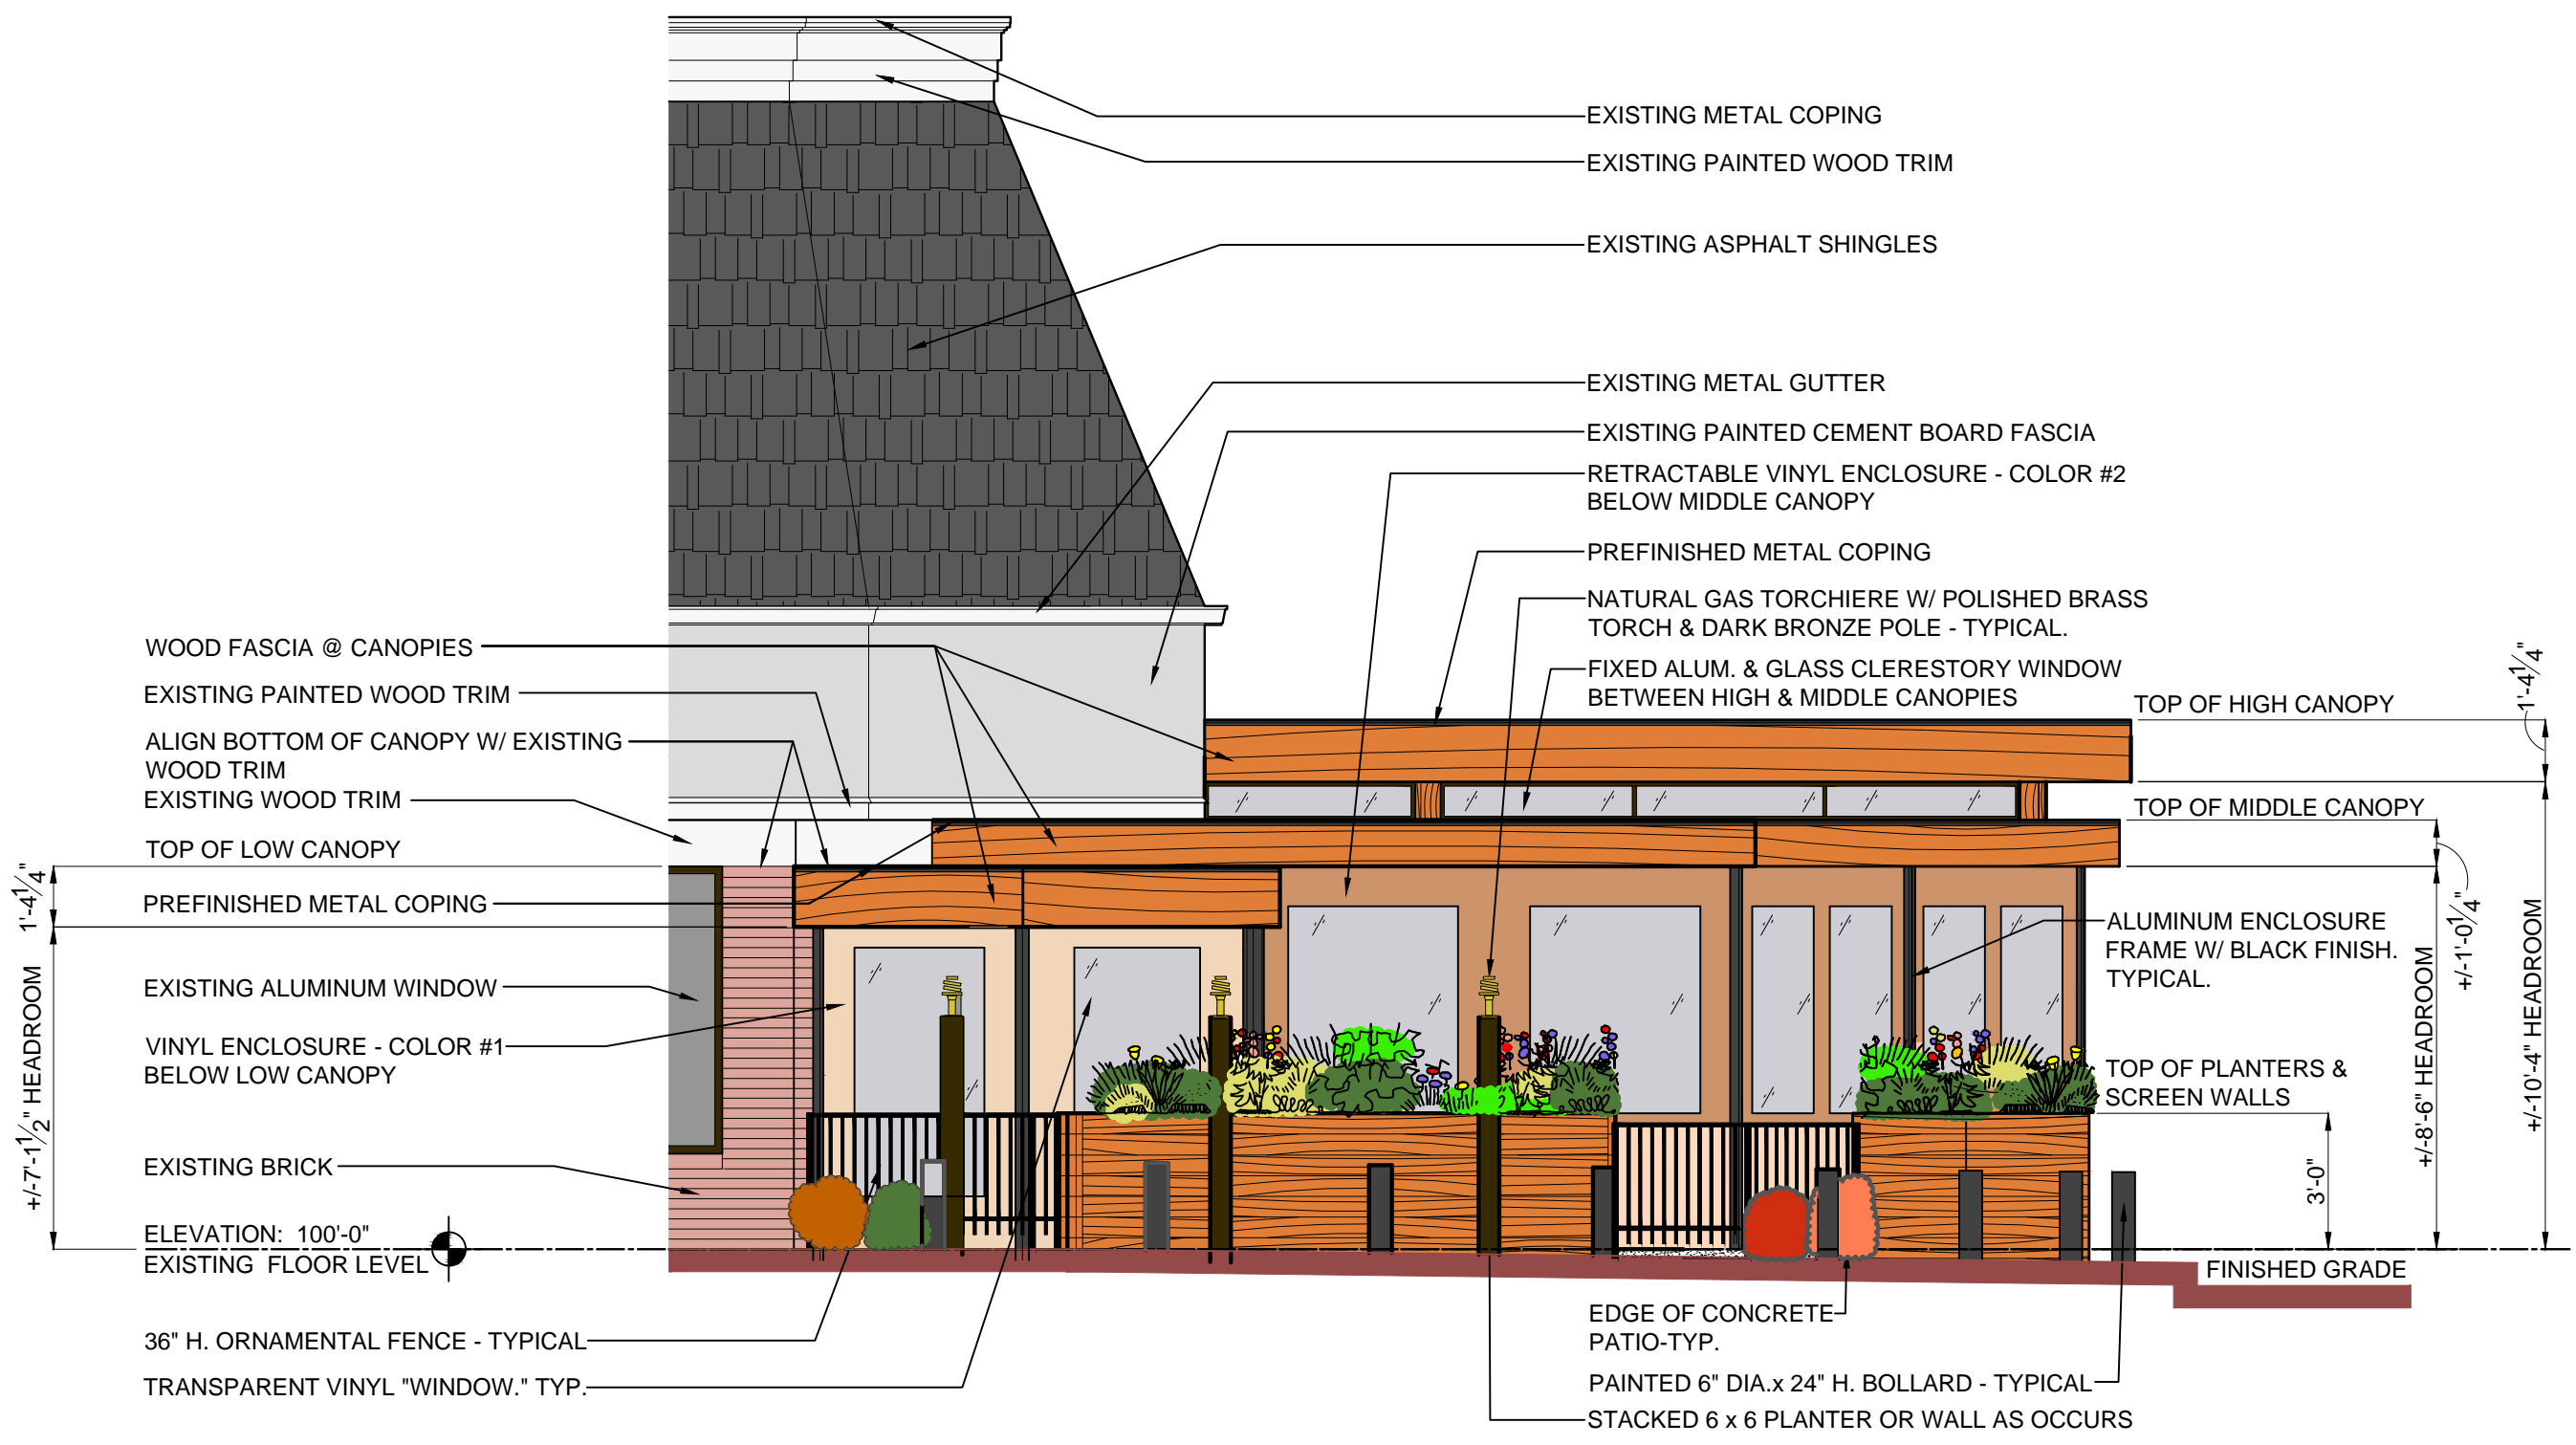 EXISTING METAL COPING
EXISTING PAINTED WOOD TRIM
EXISTING ASPHALT SHINGLES
EXISTING METAL GUTTER
EXISTING PAINTED CEMENT BOARD FASCIA
RETRACTABLE VINYL ENCLOSURE - COLOR #2
BELOW MIDDLE CANOPY
PREFINISHED METAL COPING
NATURAL GAS TORCHIERE W/ POLISHED BRASS
TORCH & DARK BRONZE POLE - TYPICAL.
FIXED ALUM. & GLASS CLERESTORY WINDOW
BETWEEN HIGH & MIDDLE CANOPIES
WOOD FASCIA @ CANOPIES
EXISTING PAINTED WOOD TRIM
ALIGN BOTTOM OF CANOPY W/ EXISTING
WOOD TRIM
EXISTING WOOD TRIM
TOP OF LOW CANOPY
PREFINISHED METAL COPING
EXISTING ALUMINUM WINDOW
VINYL ENCLOSURE - COLOR #1
BELOW LOW CANOPY
EXISTING BRICK
ELEVATION: 100'-0"
EXISTING FLOOR LEVEL
36" H. ORNAMENTAL FENCE - TYPICAL
TRANSPARENT VINYL "WINDOW." TYP.
1'-4 1/4"
+/-7'-1 1/2" HEADROOM
TOP OF HIGH CANOPY
TOP OF MIDDLE CANOPY
ALUMINUM ENCLOSURE
FRAME W/ BLACK FINISH.
TYPICAL.
TOP OF PLANTERS &
SCREEN WALLS
3'-0"
+/-8'-6" HEADROOM
+/-1'-0 1/4"
+/-10'-4" HEADROOM
1'-4 1/4"
FINISHED GRADE
EDGE OF CONCRETE
PATIO-TYP.
PAINTED 6" DIA.x 24" H. BOLLARD - TYPICAL
STACKED 6 x 6 PLANTER OR WALL AS OCCURS